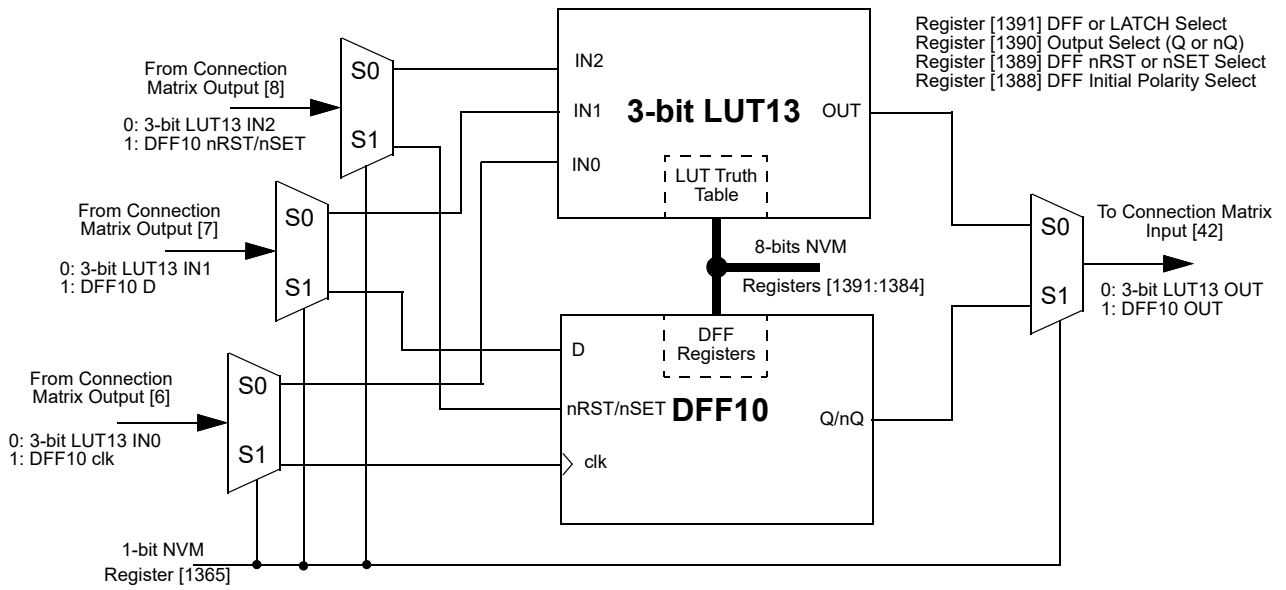 Register [1391] DFF or LATCH Select
Register [1390] Output Select (Q or nQ)
Register [1389] DFF nRST or nSET Select
Register [1388] DFF Initial Polarity Select
From Connection
Matrix Output [8]
0: 3-bit LUT13 IN2
1: DFF10 nRST/nSET
S0
S1
IN2
IN1
IN0
3-bit LUT13
OUT
LUT Truth
Table
From Connection
Matrix Output [7]
0: 3-bit LUT13 IN1
1: DFF10 D
S0
S1
8-bits NVM
Registers [1391:1384]
S0
S1
To Connection Matrix
Input [42]
0: 3-bit LUT13 OUT
1: DFF10 OUT
From Connection
Matrix Output [6]
0: 3-bit LUT13 IN0
1: DFF10 clk
S0
S1
DFF
Registers
D
nRST/nSET
DFF10
Q/nQ
clk
1-bit NVM
Register [1365]